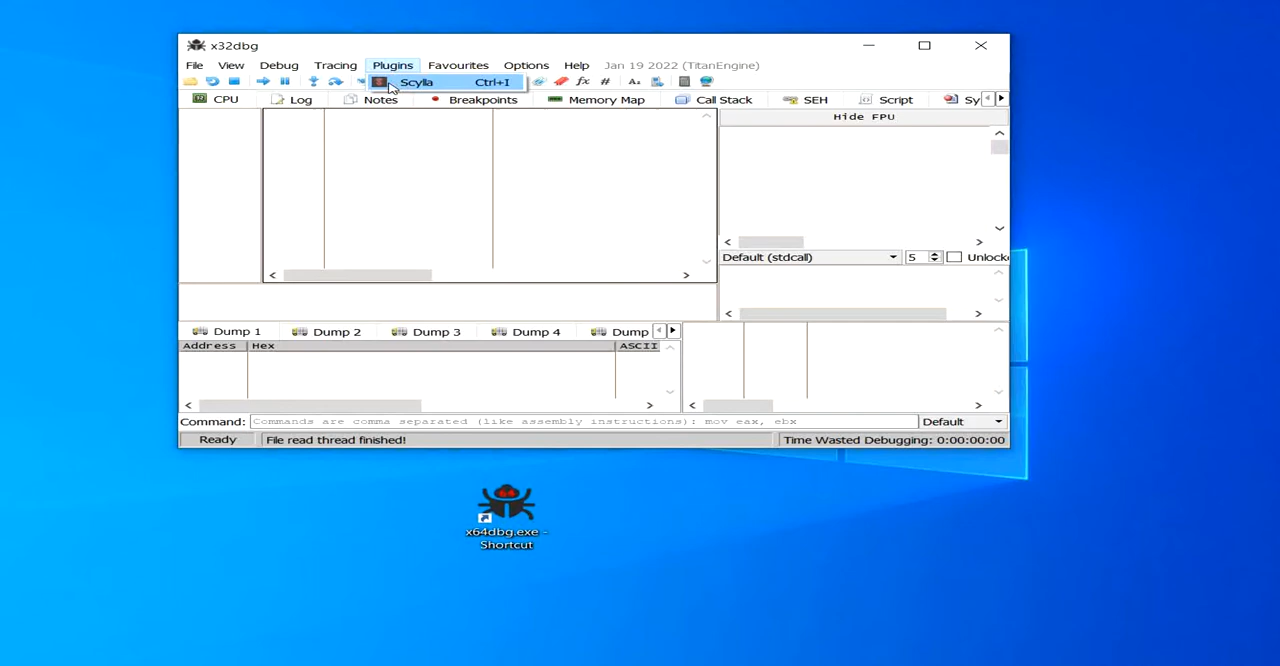 x32dbg
File View Debug Tracing Plugins Favourites Options Help Jan 19 2022 (TitanEngine)
Scylla Ctrl+I
CPU Log Notes Breakpoints Memory Map Call Stack SEH Script Sy
Hide FPU
Default (stdcall) 5 Unlocke
Dump 1 Dump 2 Dump 3 Dump 4 Dump
Address Hex ASCII
Command: Commands are comma separated (like assembly instructions): mov eax, ebx Default
Ready File read thread finished! Time Wasted Debugging: 0:00:00:00
x64dbg.exe -
Shortcut